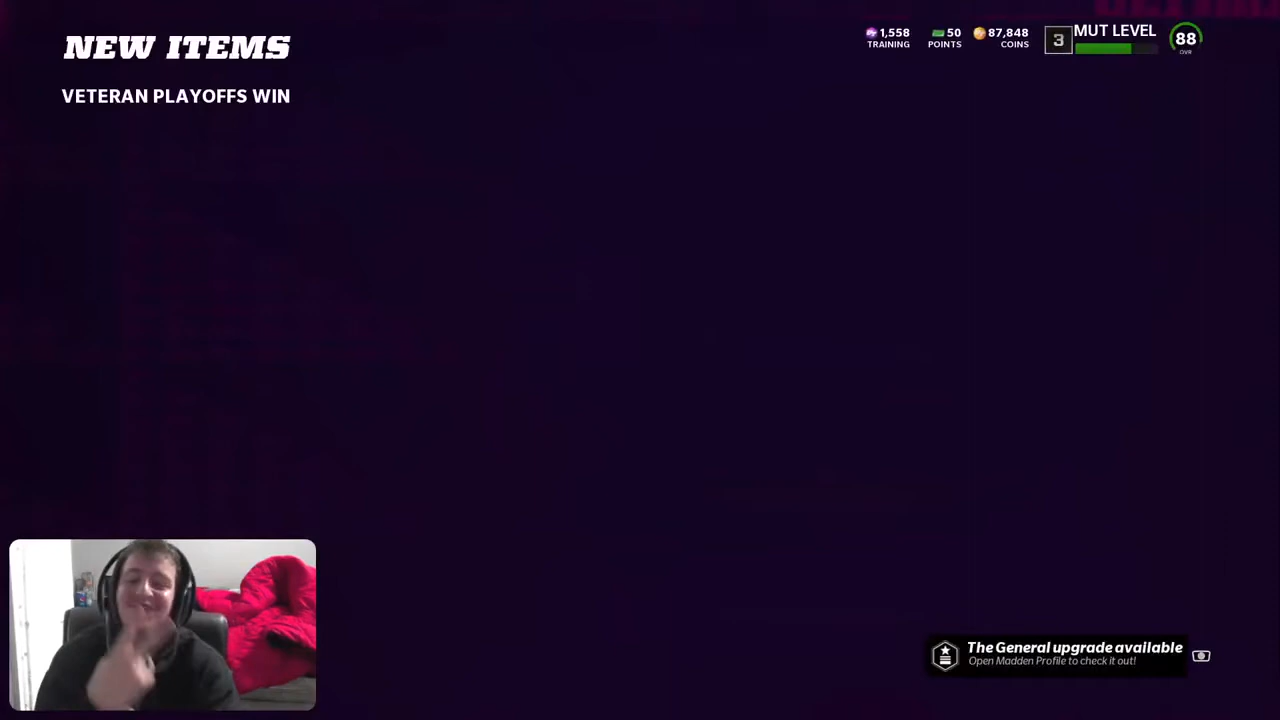 NEW ITEMS
VETERAN PLAYOFFS WIN
1,558
TRAINING
50
POINTS
87,848
COINS
3
MUT LEVEL
88
OVR
The General upgrade available
Open Madden Profile to check it out!